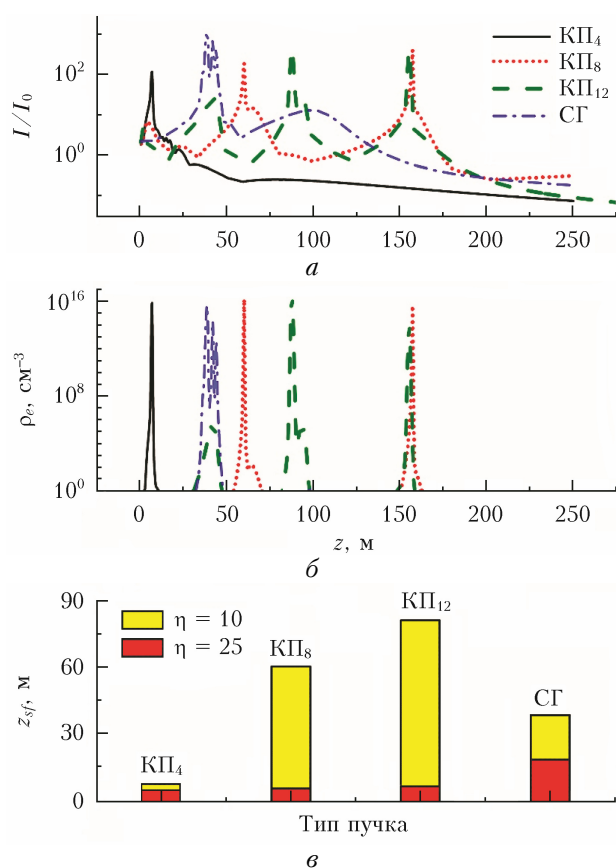 КП₄
КП₈
КП₁₂
СГ
I/I₀
10²
10⁰
0 50 100 150 200 250
а
ρₑ, см⁻³
10¹⁶
10⁸
10⁰
0 50 100 150 200 250
z, м
б
z_sf, м
90
60
30
0
η = 10
η = 25
КП₄
КП₈
КП₁₂
СГ
Тип пучка
в